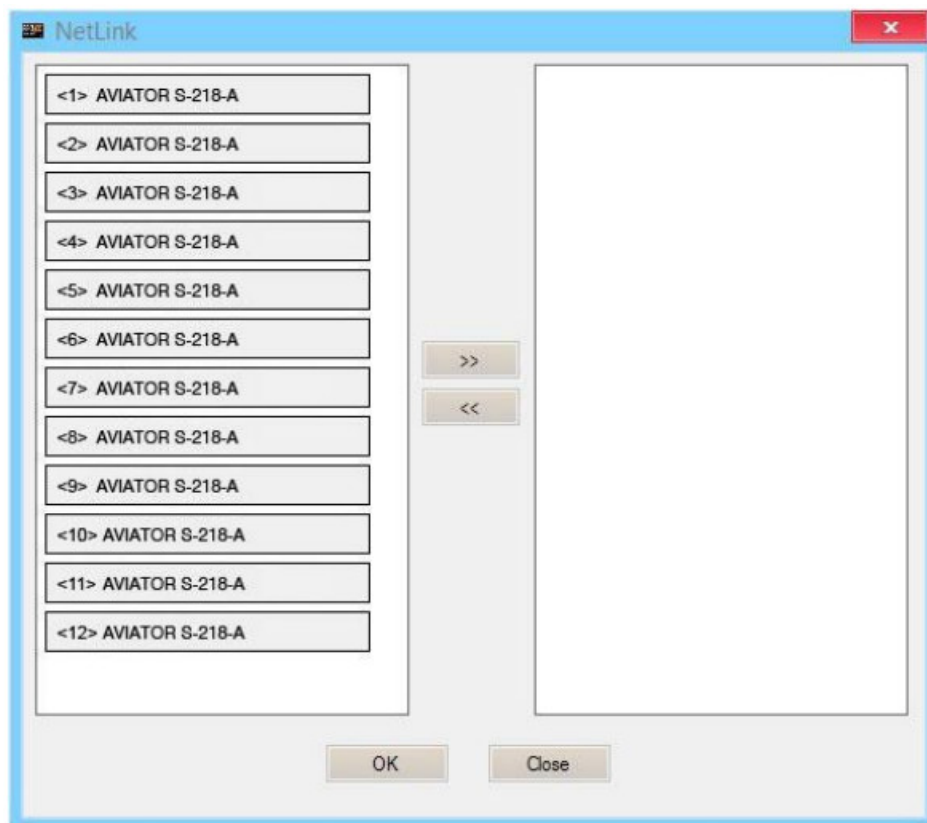 NetLink
<1> AVIATOR S-218-A
<2> AVIATOR S-218-A
<3> AVIATOR S-218-A
<4> AVIATOR S-218-A
<5> AVIATOR S-218-A
<6> AVIATOR S-218-A
<7> AVIATOR S-218-A
<8> AVIATOR S-218-A
<9> AVIATOR S-218-A
<10> AVIATOR S-218-A
<11> AVIATOR S-218-A
<12> AVIATOR S-218-A
>>
<<
OK Close